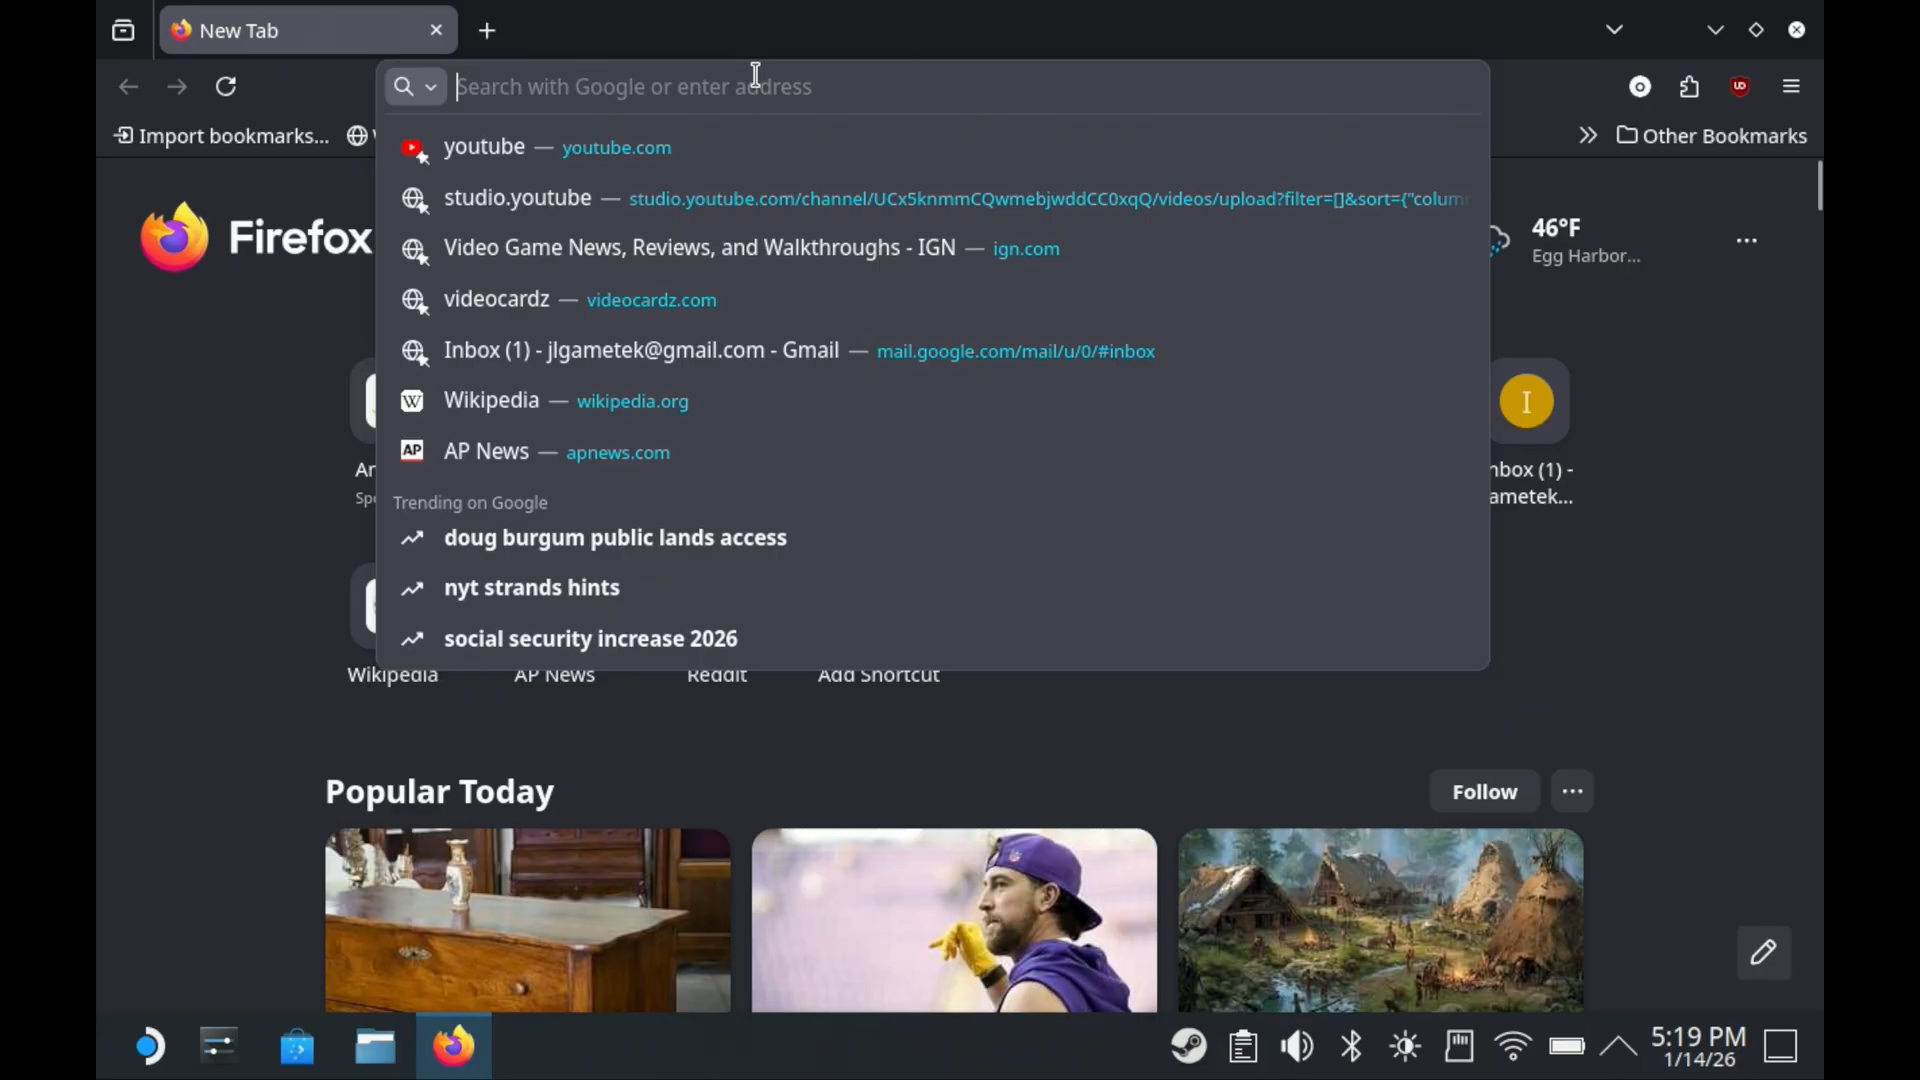 New Tab
Search with Google or enter address
Import bookmarks...
Other Bookmarks
youtube — youtube.com
studio.youtube — studio.youtube.com/channel/UCx5knmmCQwmebjwddCC0xqQ/videos/upload?filter=[]&sort={"colum
Video Game News, Reviews, and Walkthroughs - IGN — ign.com
videocardz — videocardz.com
Inbox (1) - jlgametek@gmail.com - Gmail — mail.google.com/mail/u/0/#inbox
Wikipedia — wikipedia.org
AP News — apnews.com
Trending on Google
doug burgum public lands access
nyt strands hints
social security increase 2026
Firefox
46°F
Egg Harbor...
I
nbox (1) -
ametek...
Wikipedia
AP News
Reddit
Add Shortcut
Popular Today
Follow
5:19 PM
1/14/26